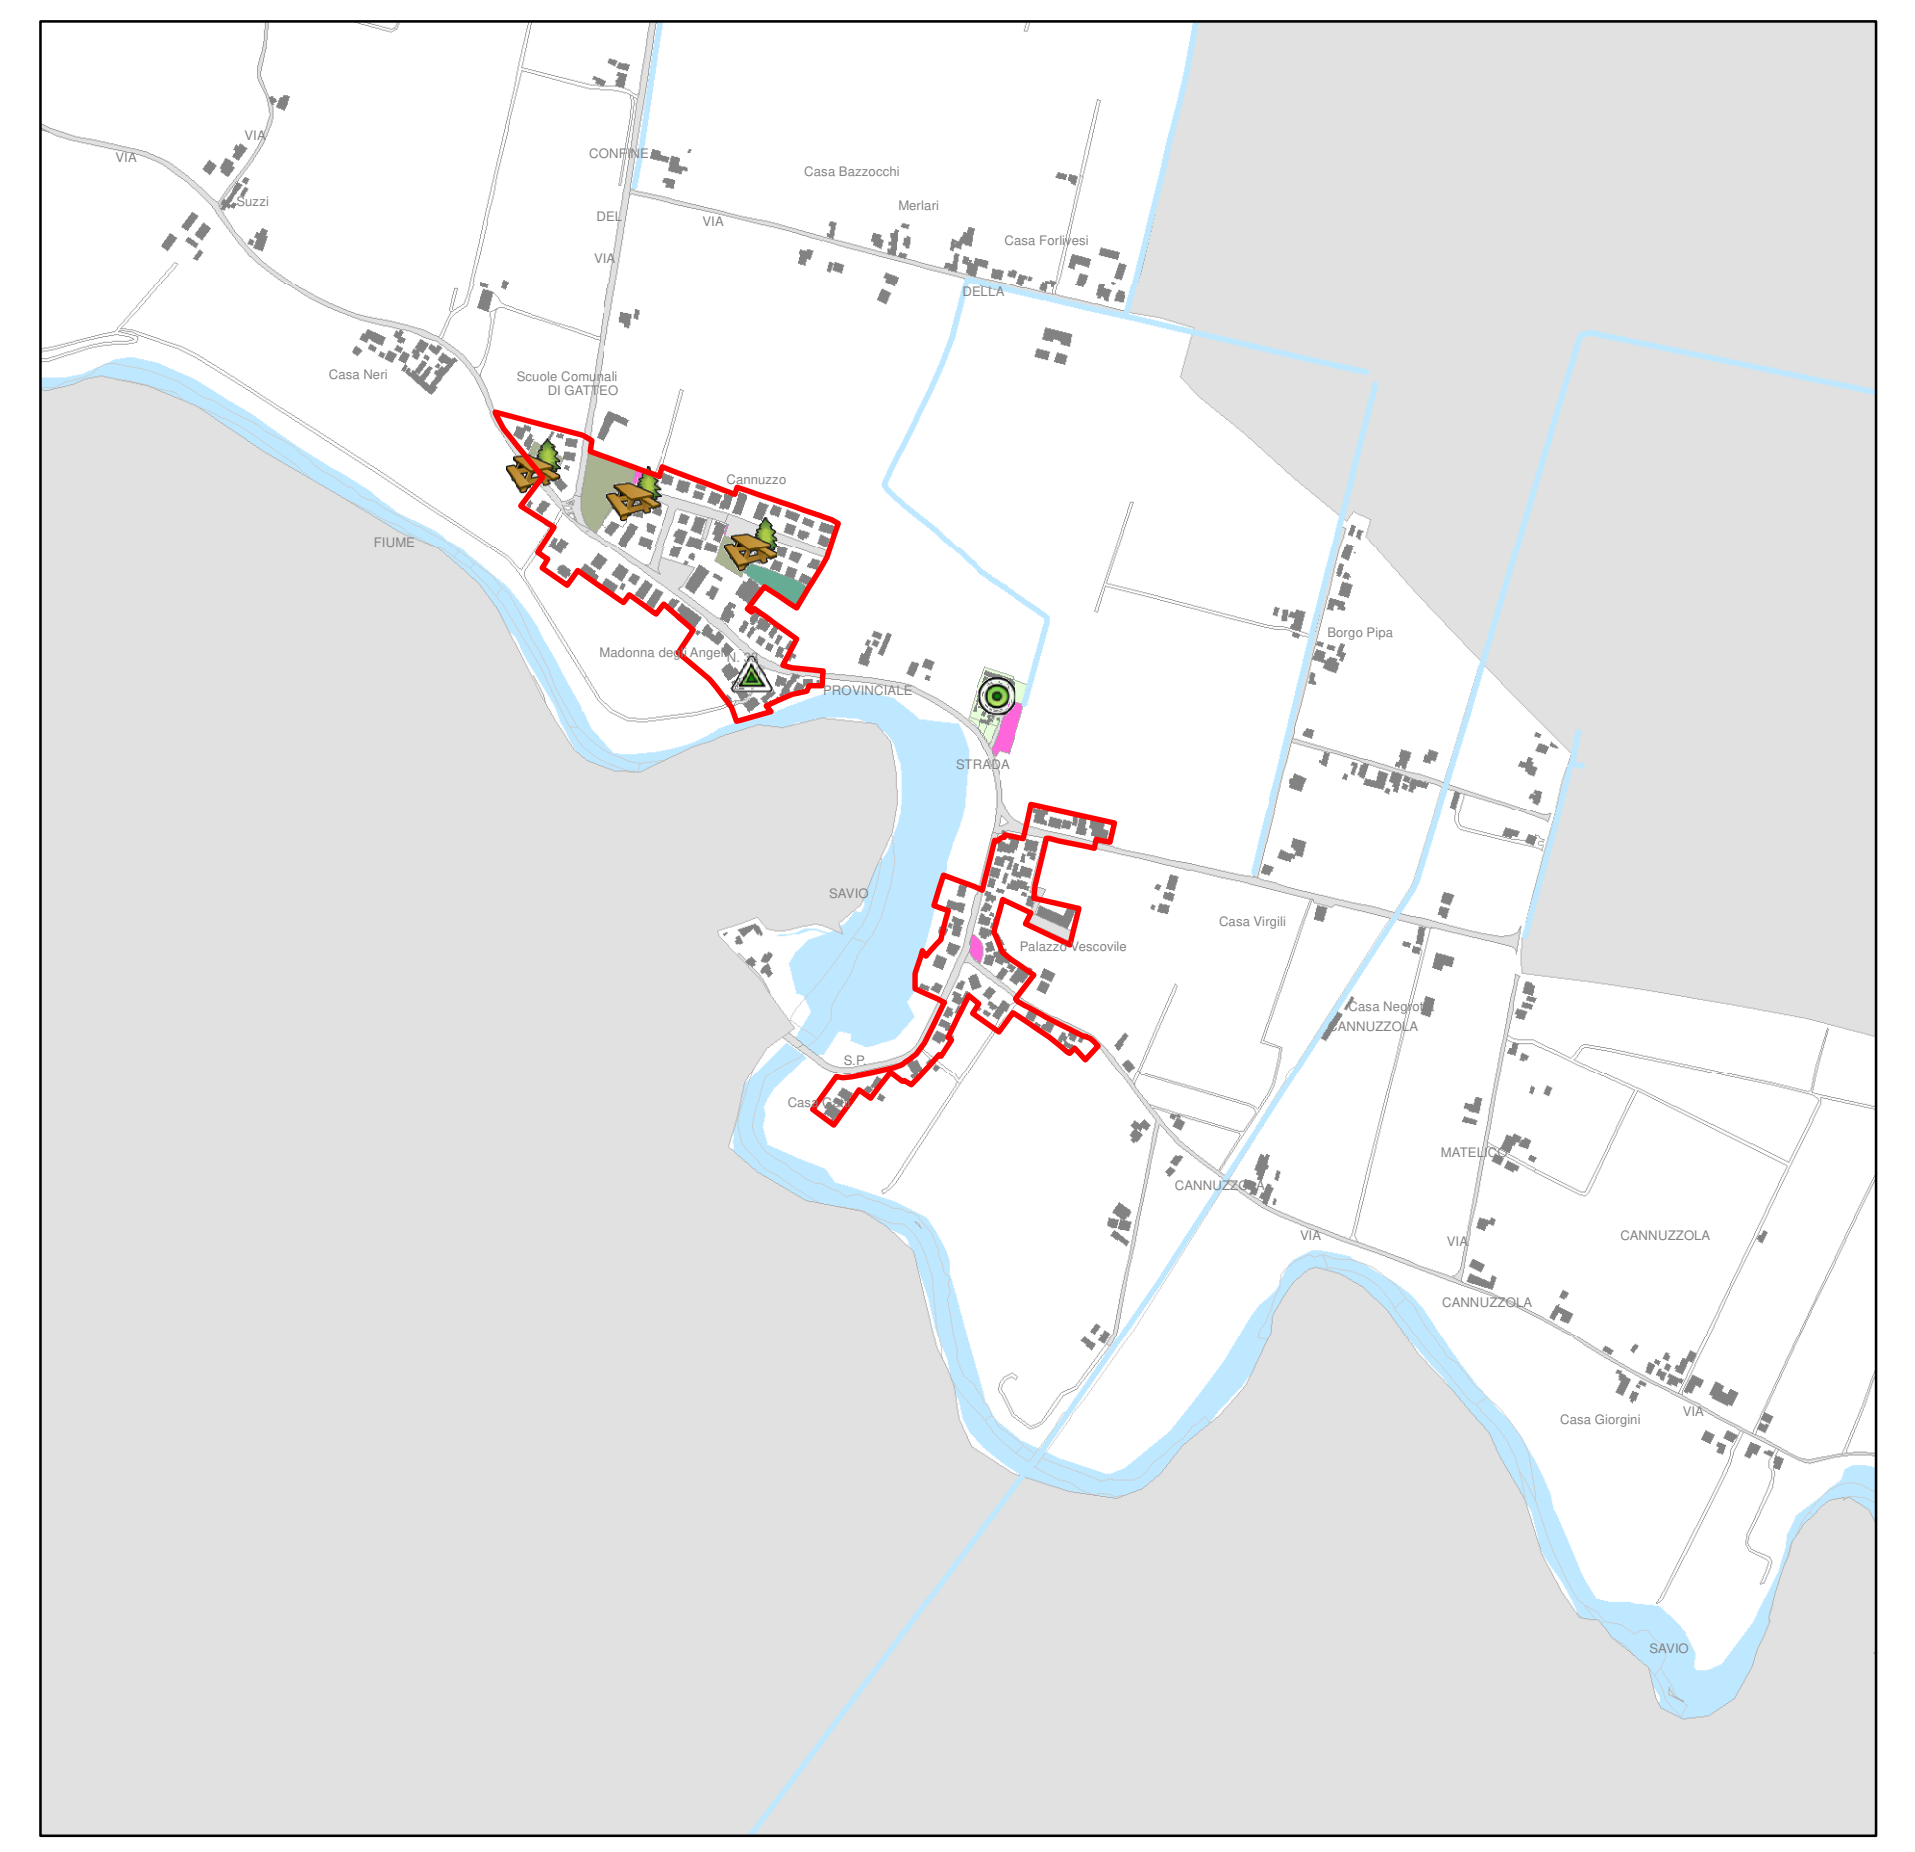 VIA
VIA
CONFINE
Casa Bazzocchi
Suzzi
Merlari
DEL
VIA
Casa Forlivesi
VIA
DELLA
Casa Neri
Scuole Comunali
DI GATTEO
Cannuzzo
FIUME
Borgo Pipa
Madonna degli Angeli
PROVINCIALE
STRADA
SAVIO
Casa Virgili
Palazzo Vescovile
CANNUZZOLA
S.P.
Casa
MATELICO
CANNUZZOLA
VIA
VIA
CANNUZZOLA
CANNUZZOLA
VIA
Casa Giorgini
SAVIO